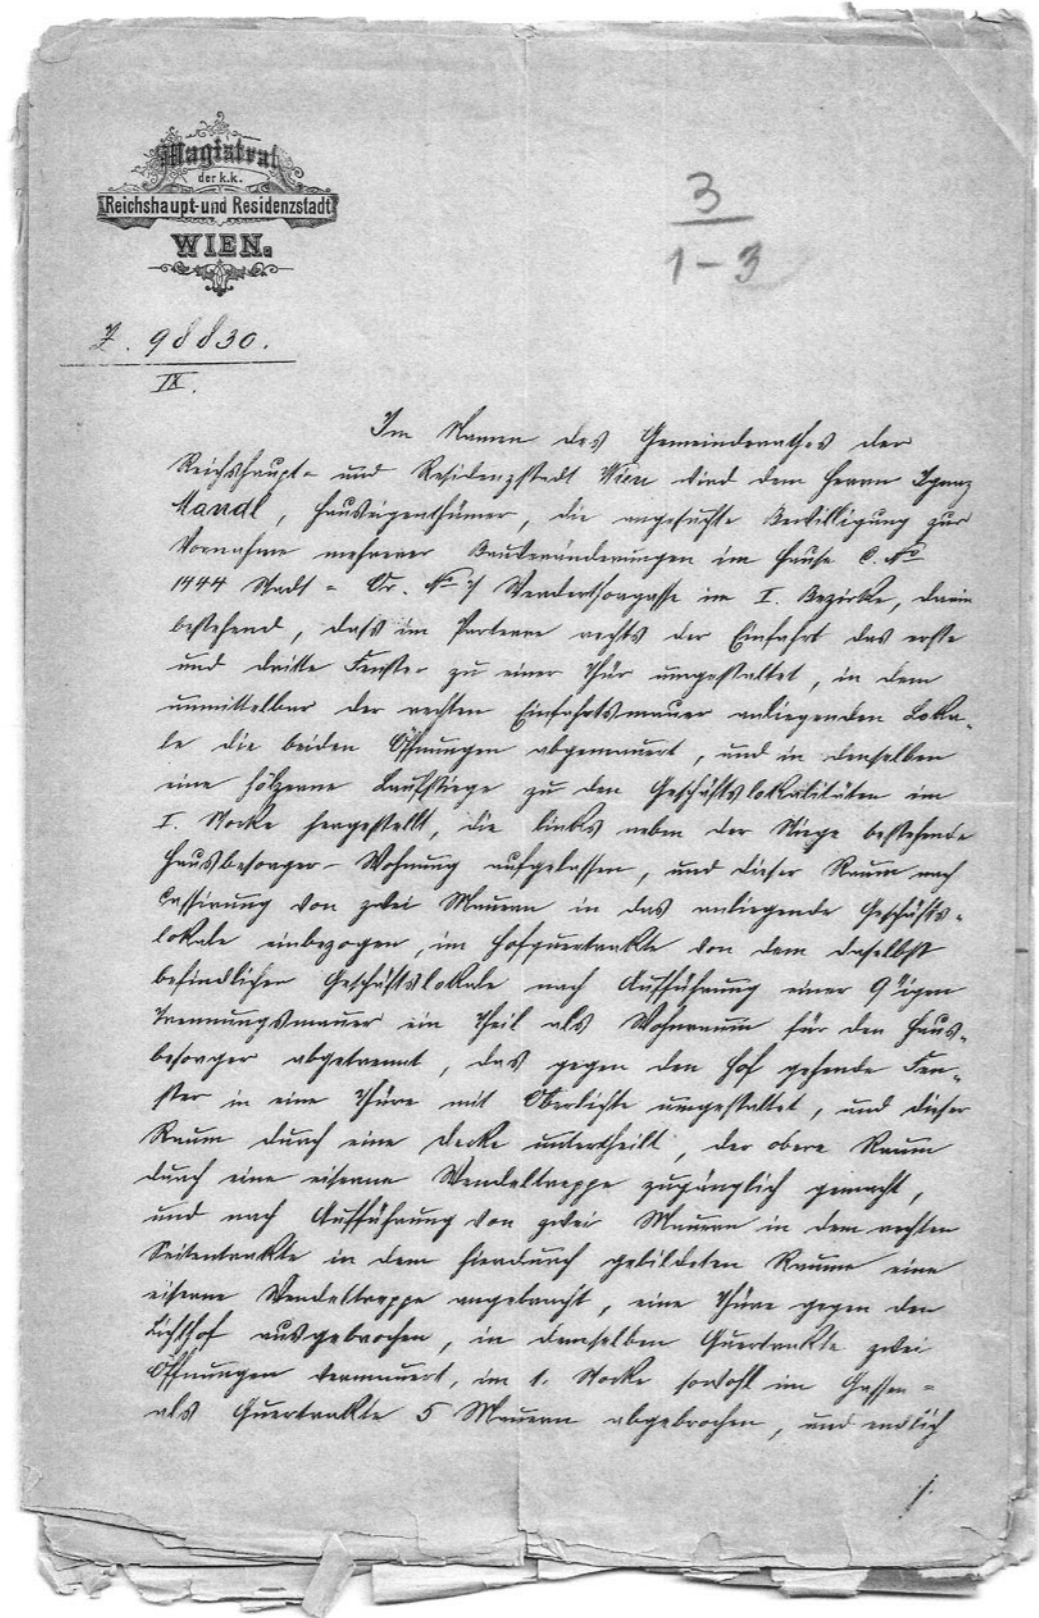 Magistrat
der k.k.
Reichshaupt- und Residenzstadt
WIEN.
3
1-3
Z. 98830.
IX.
Im Namen des Gemeinderathes der
Reichshaupt- und Residenzstadt Wien wird dem Herrn Ignaz
Mandl, Hauseigenthümer, die angesuchte Bewilligung zur
Vornahme mehrerer Bauveränderungen im Hause C. No
1444 Stadt - Or. No Werderthorgasse im I. Bezirke, darin
bestehend, daß im Parterre rechts der Einfahrt das erste
und dritte Fenster zu einer Thür umgestaltet, in dem
unmittelbar der rechten Einfahrtsmauer anliegenden Loka-
le die beiden Öffnungen abgemauert, und in denselben
eine hölzerne Laufstiege zu den Geschäftslokalitäten im
I. Stocke hergestellt, die links neben der Stiege bestehende
Hausbesorger-Wohnung aufgelassen, und dieser Raum nach
Cassirung von zwei Mauern in das anliegende Geschäfts-
lokale einbezogen, im Hofquertrakte von dem daselbst
befindlichen Geschäftslokale nach Aufführung einer 9"igen
Trennungsmauer ein Theil als Wohnraum für den Haus-
besorger abgetrennt, das gegen den Hof gehende Fen-
ster in eine Thüre mit Oberlichte umgestaltet, und dieser
Raum durch eine Decke untertheilt, der obere Raum
durch eine eiserne Wendeltreppe zugänglich gemacht,
und nach Aufführung von zwei Mauern in dem rechten
Seitentrakte in dem hierdurch gebildeten Raume eine
eiserne Wendeltreppe angebracht, eine Thüre gegen den
Lichthof ausgebrochen, in demselben Quertrakte zwei
Öffnungen vermauert, im 1. Stocke sowohl im Gassen-
als Quertrakte 5 Mauern abgebrochen, und endlich
./.